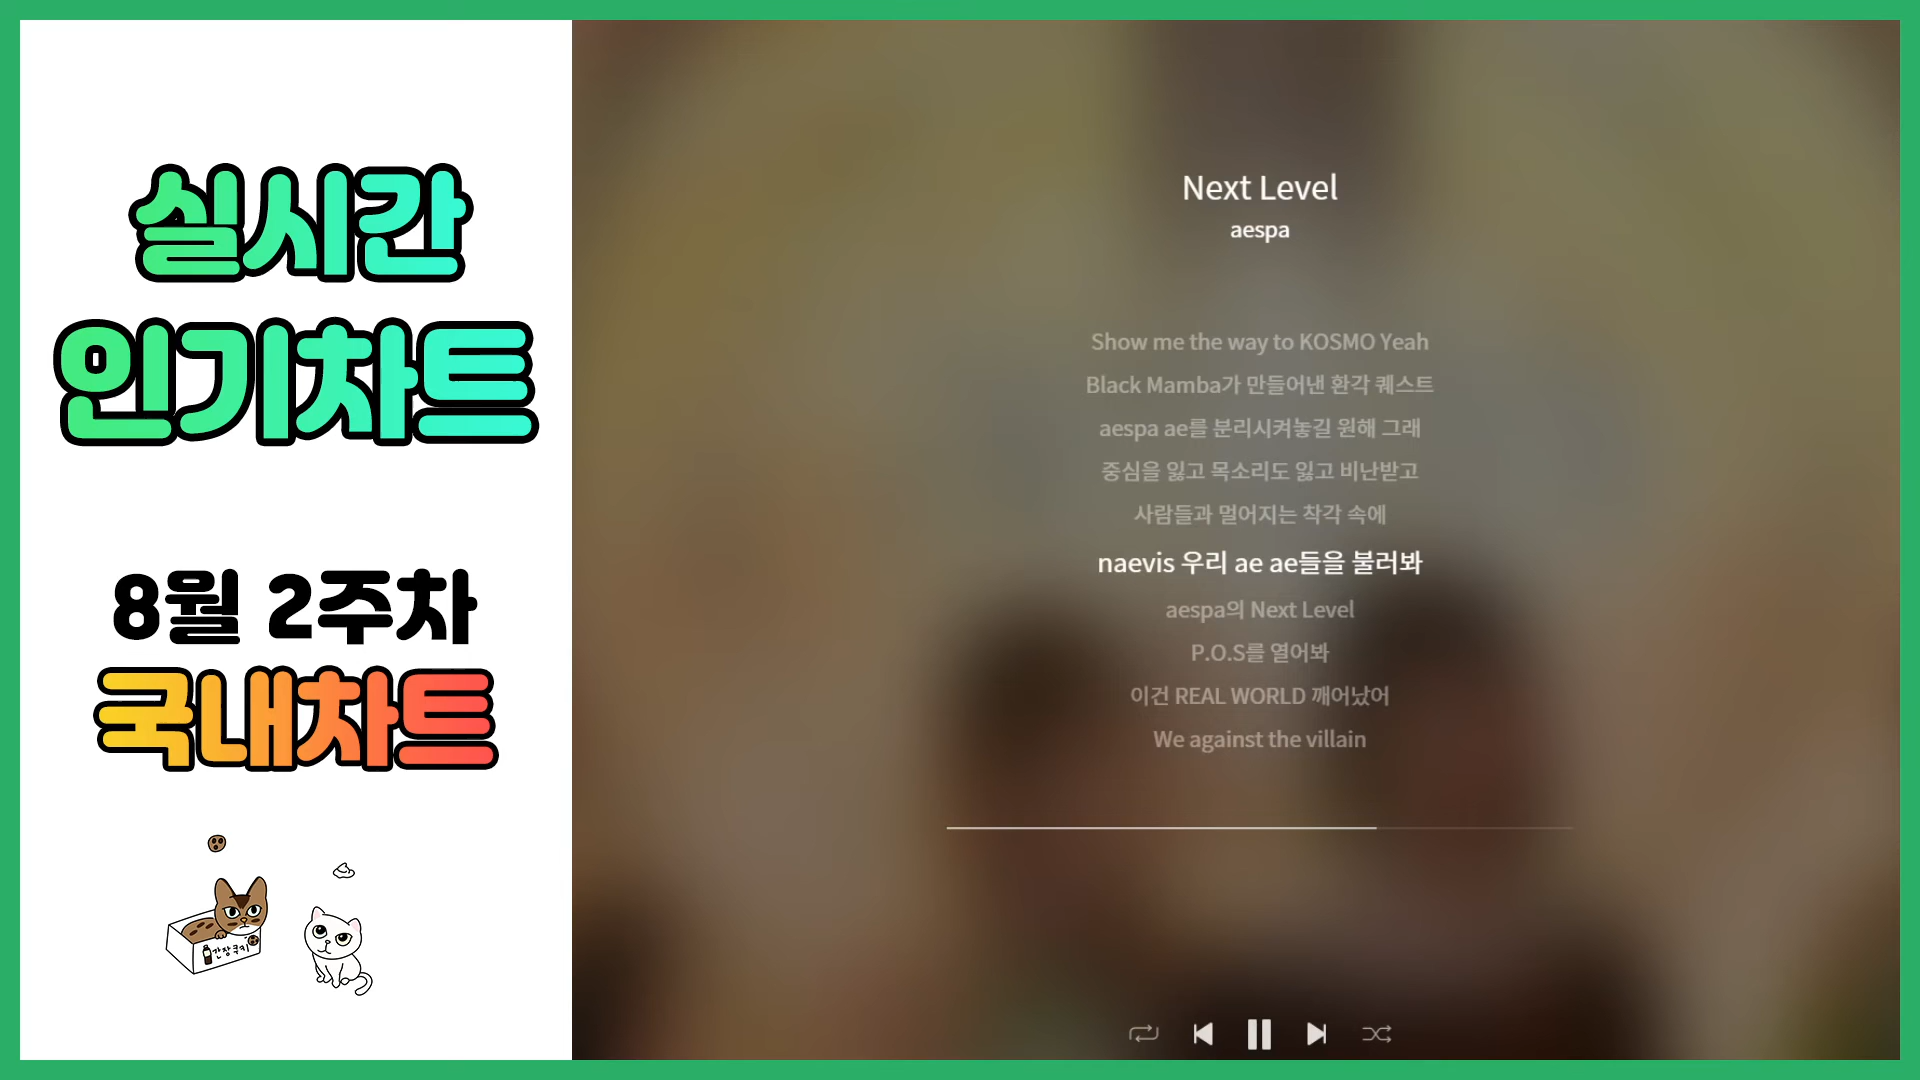 실시간
인기차트
8월 2주차
국내차트
간장쿠키
Next Level
aespa
Show me the way to KOSMO Yeah
Black Mamba가 만들어낸 환각 퀘스트
aespa ae를 분리시켜놓길 원해 그래
중심을 잃고 목소리도 잃고 비난받고
사람들과 멀어지는 착각 속에
naevis 우리 ae ae들을 불러봐
aespa의 Next Level
P.O.S를 열어봐
이건 REAL WORLD 깨어났어
We against the villain